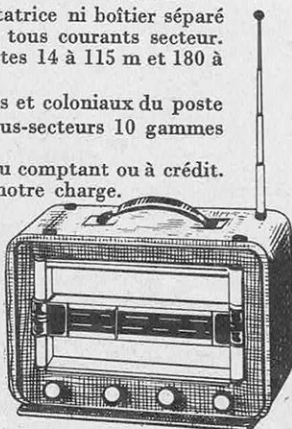 tatrice ni boîtier séparé
tous courants secteur.
tes 14 à 115 m et 180 à
s et coloniaux du poste
us-secteurs 10 gammes
u comptant ou à crédit.
notre charge.